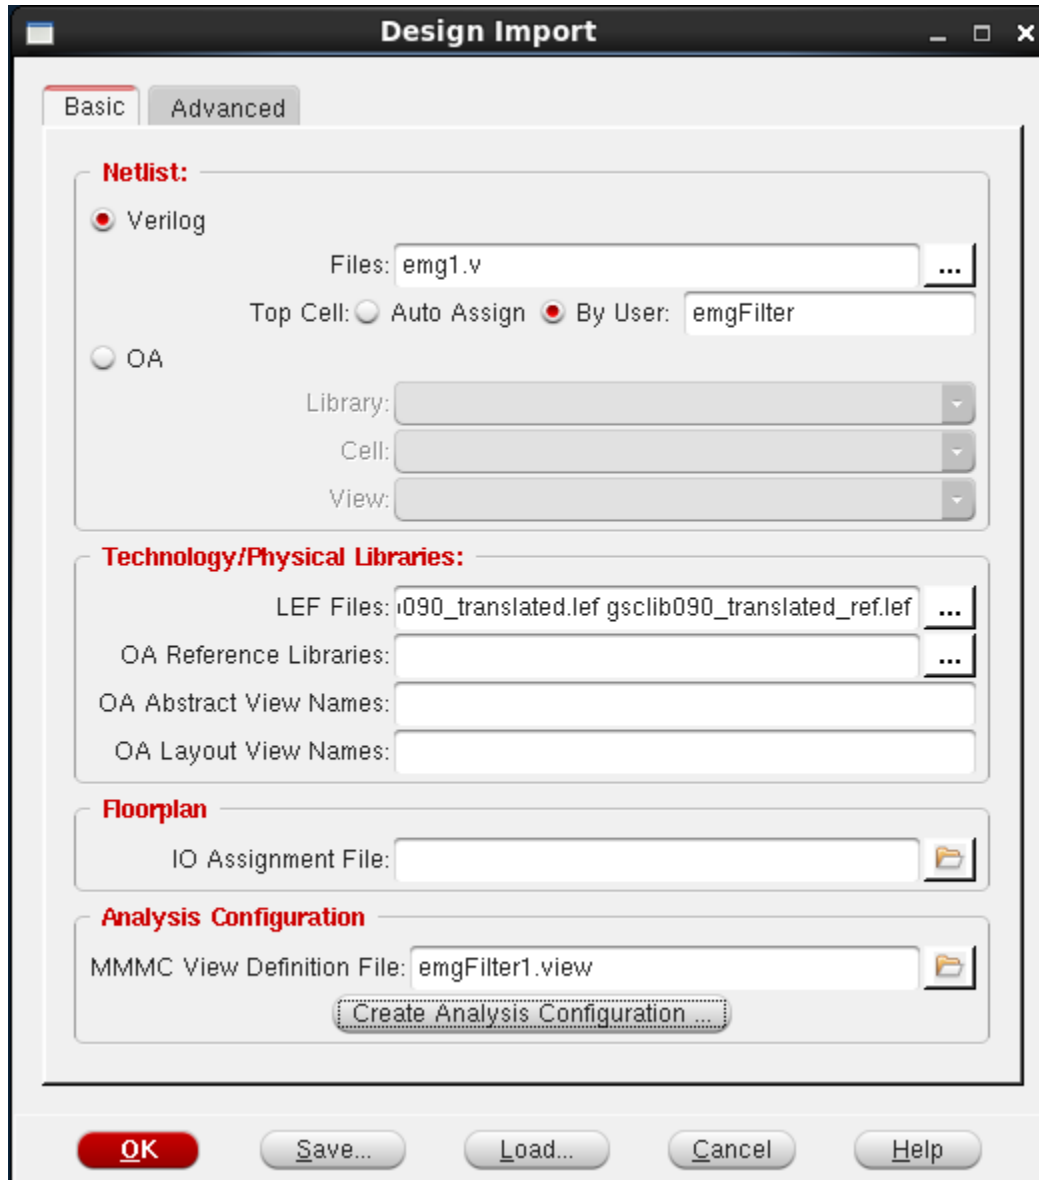 Design Import
Basic Advanced
Netlist:
Verilog
Files: emg1.v ...
Top Cell: Auto Assign By User: emgFilter
OA
Library:
Cell:
View:
Technology/Physical Libraries:
LEF Files: 090_translated.lef gsclib090_translated_ref.lef ...
OA Reference Libraries: ...
OA Abstract View Names:
OA Layout View Names:
Floorplan
IO Assignment File:
Analysis Configuration
MMMC View Definition File: emgFilter1.view
Create Analysis Configuration ...
OK Save... Load... Cancel Help